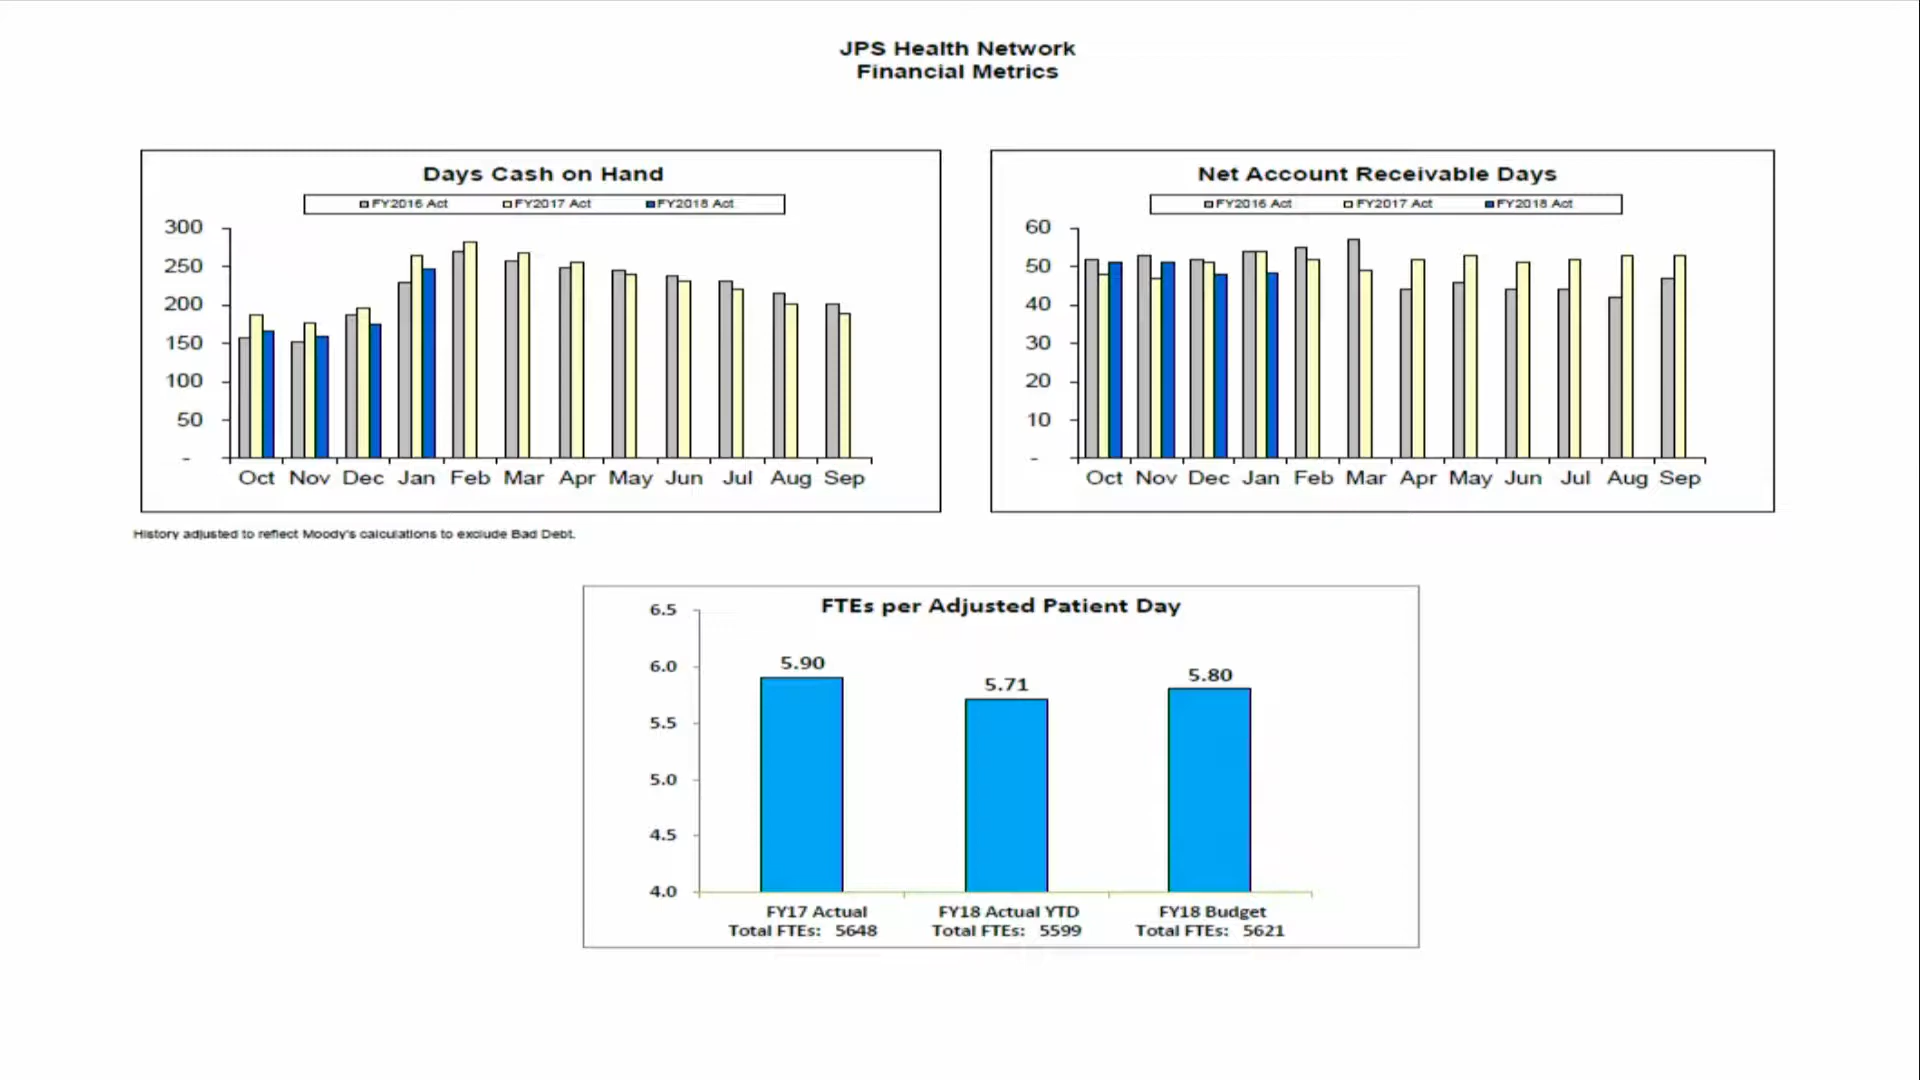 JPS Health Network
Financial Metrics
Days Cash on Hand
FY2016 Act FY2017 Act FY2018 Act
300
250
200
150
100
50
-
Oct Nov Dec Jan Feb Mar Apr May Jun Jul Aug Sep
History adjusted to reflect Moody's calculations to exclude Bad Debt.
Net Account Receivable Days
FY2016 Act FY2017 Act FY2018 Act
60
50
40
30
20
10
-
Oct Nov Dec Jan Feb Mar Apr May Jun Jul Aug Sep
FTEs per Adjusted Patient Day
6.5
6.0
5.5
5.0
4.5
4.0
5.90
5.71
5.80
FY17 Actual FY18 Actual YTD FY18 Budget
Total FTEs: 5648 Total FTEs: 5599 Total FTEs: 5621